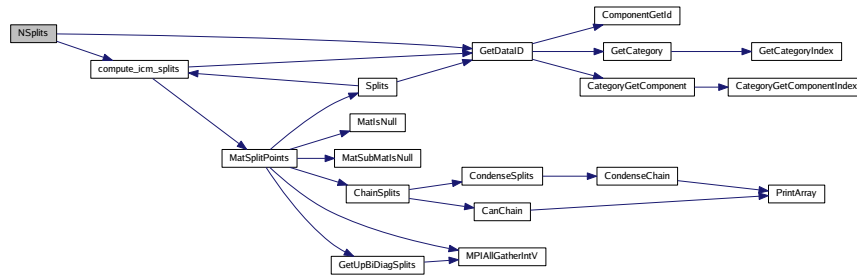 NSplits
compute_icm_splits
MatSplitPoints
Splits
MatIsNull
MatSubMatIsNull
ChainSplits
GetUpBiDiagSplits
GetDataID
CondenseSplits
CanChain
MPIAllGatherIntV
ComponentGetId
GetCategory
CategoryGetComponent
CondenseChain
GetCategoryIndex
CategoryGetComponentIndex
PrintArray